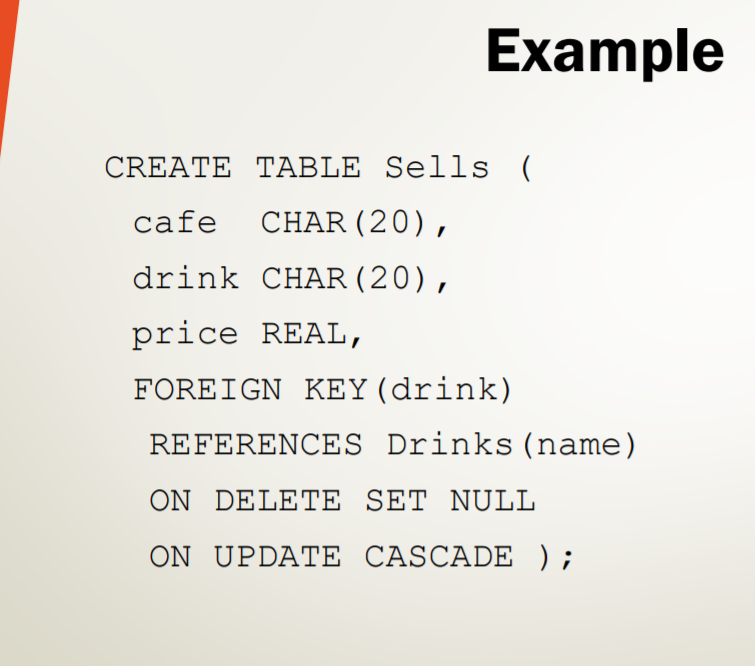 Example
CREATE TABLE Sells (
cafe CHAR(20),
drink CHAR(20),
price REAL,
FOREIGN KEY(drink)
REFERENCES Drinks(name)
ON DELETE SET NULL
ON UPDATE CASCADE );